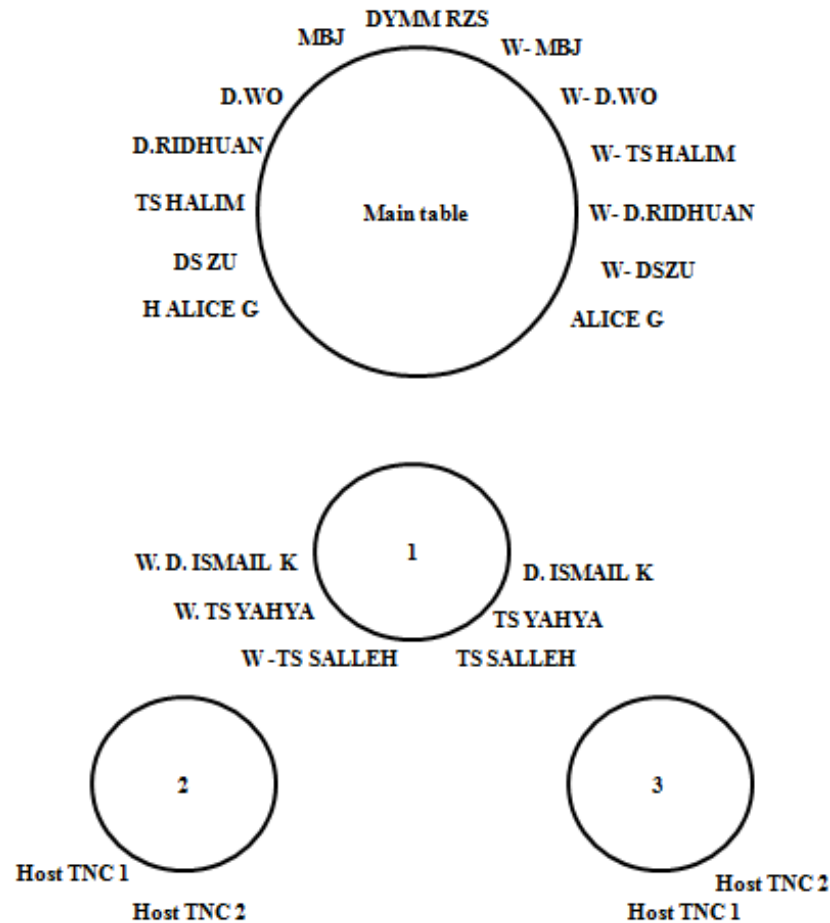 DYMM RZS
MBJ
W- MBJ
D.WO
W- D.WO
D.RIDHUAN
W- TS HALIM
TS HALIM
Main table
W- D.RIDHUAN
DS ZU
W- DSZU
H ALICE G
ALICE G
1
W. D. ISMAIL K
D. ISMAIL K
W. TS YAHYA
TS YAHYA
W -TS SALLEH
TS SALLEH
2
3
Host TNC 1
Host TNC 2
Host TNC 2
Host TNC 1